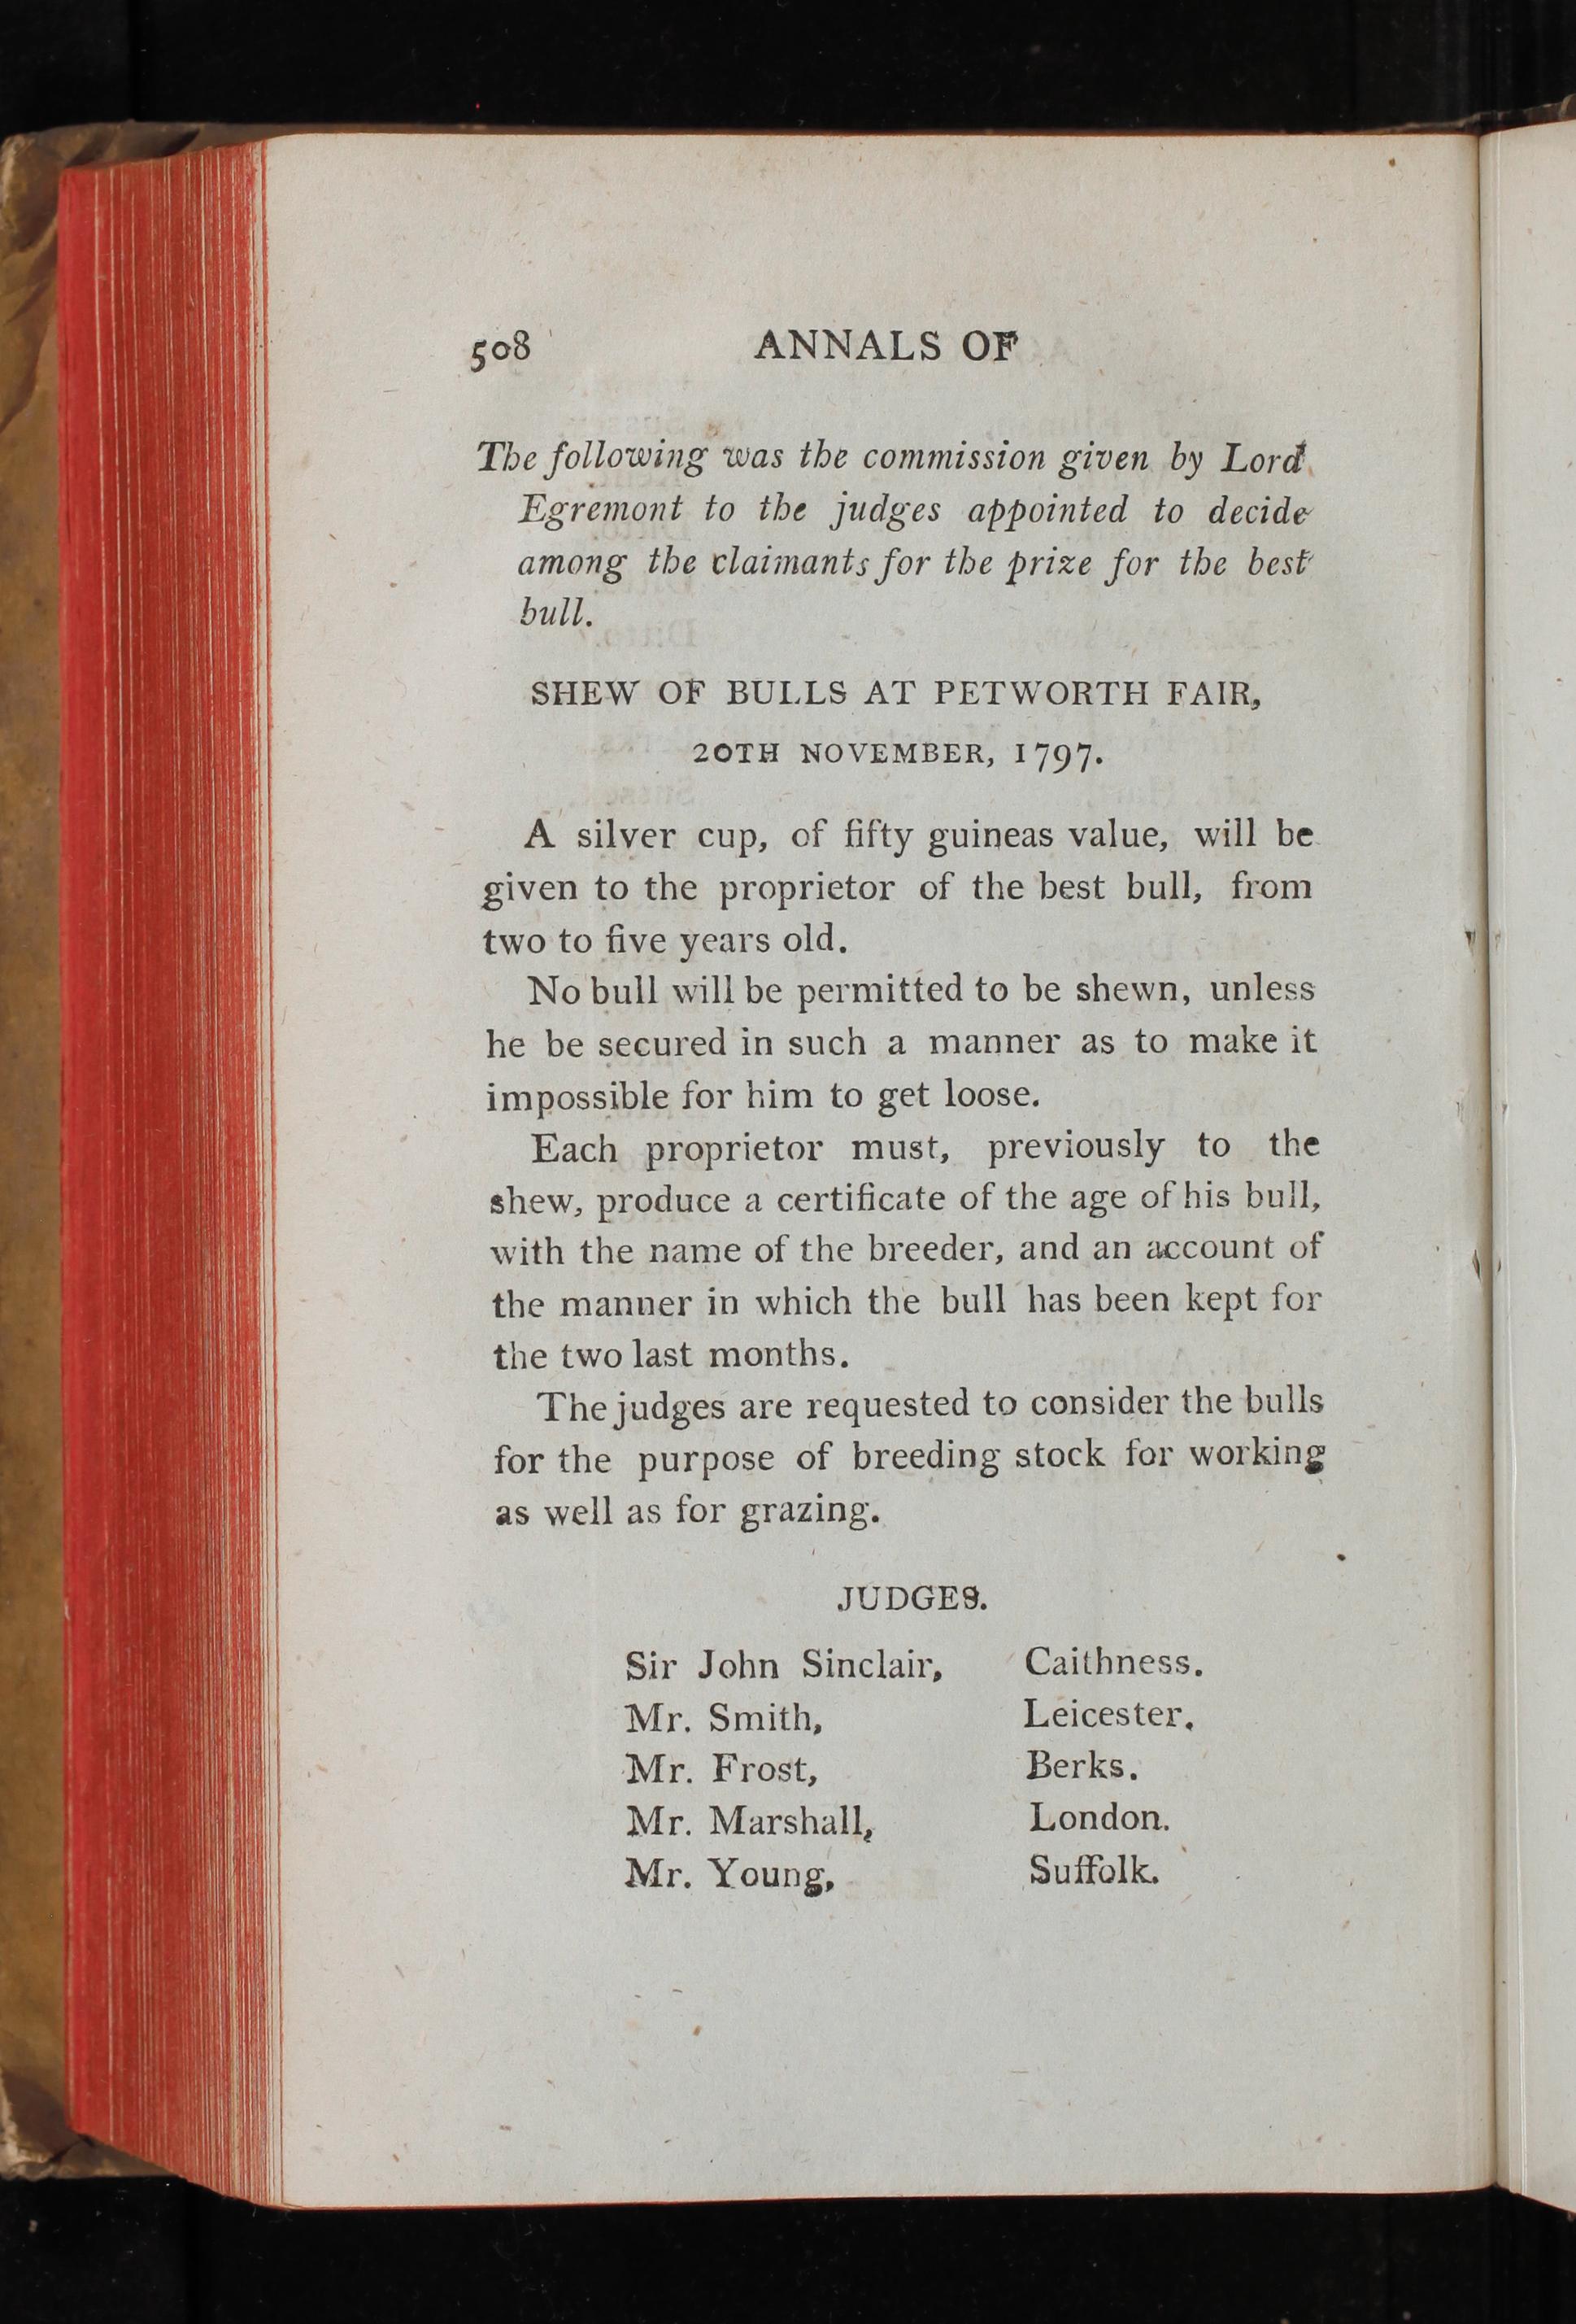 508 ANNALS OF
The following was the commission given by Lord
Egremont to the judges appointed to decide
among the claimants for the prize for the best
bull.
SHEW OF BULLS AT PETWORTH FAIR,
20TH NOVEMBER, 1797.
A silver cup, of fifty guineas value, will be
given to the proprietor of the best bull, from
two to five years old.
No bull will be permitted to be shewn, unless
he be secured in such a manner as to make it
impossible for him to get loose.
Each proprietor must, previously to the
shew, produce a certificate of the age of his bull,
with the name of the breeder, and an account of
the manner in which the bull has been kept for
the two last months.
The judges are requested to consider the bulls
for the purpose of breeding stock for working
as well as for grazing.
JUDGES.
Sir John Sinclair, Caithness.
Mr. Smith, Leicester.
Mr. Frost, Berks.
Mr. Marshall, London.
Mr. Young, Suffolk.